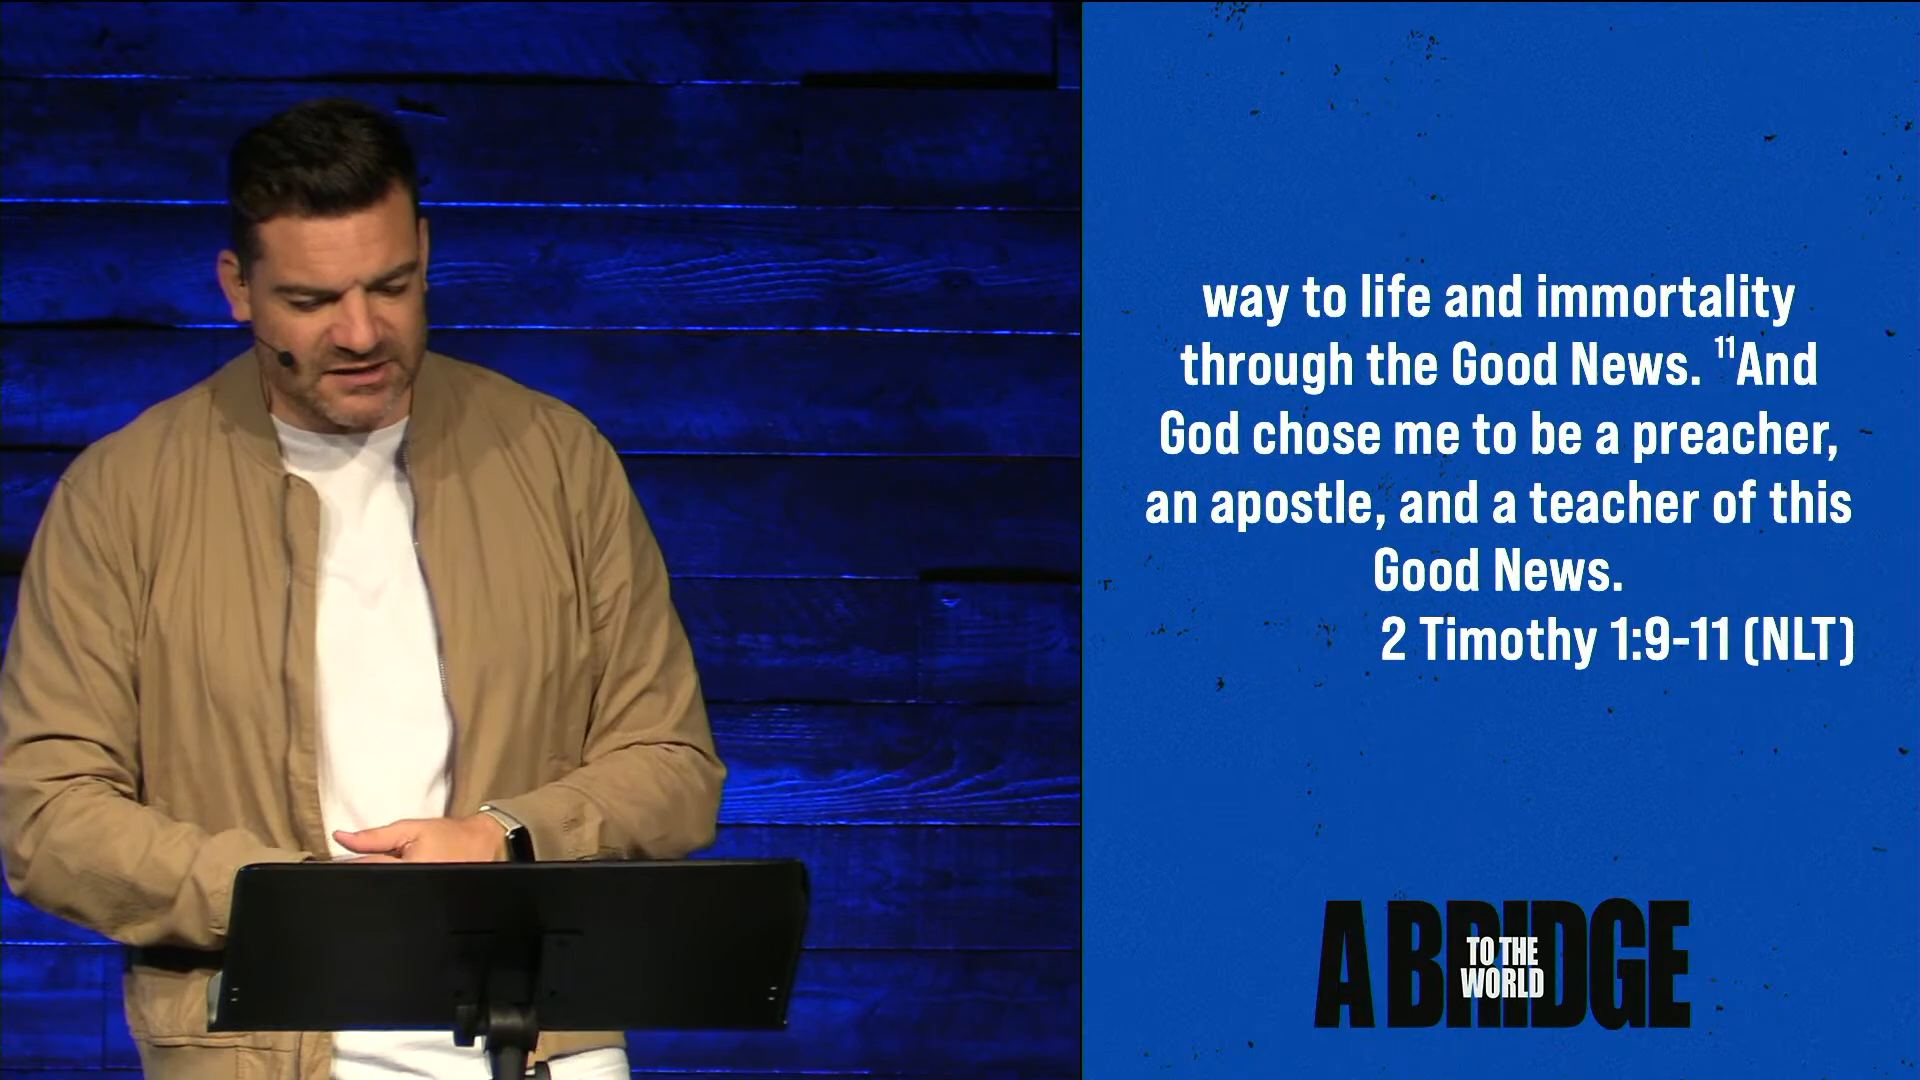 way to life and immortality
through the Good News. ¹¹And
God chose me to be a preacher,
an apostle, and a teacher of this
Good News.
2 Timothy 1:9-11 (NLT)
A BRIDGE
TO THE
WORLD